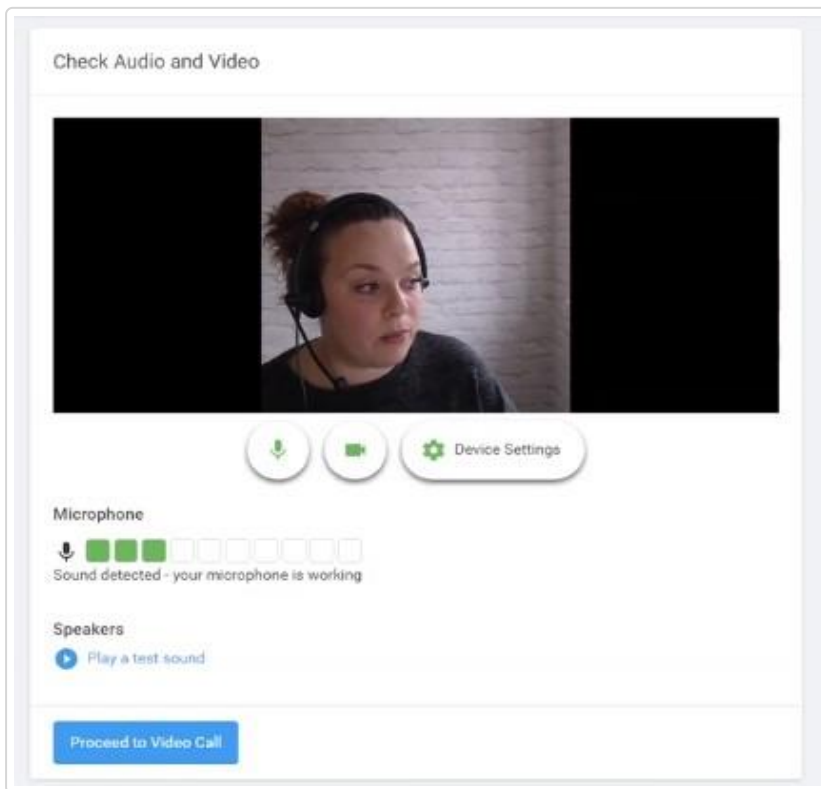 Check Audio and Video
Device Settings
Microphone
Sound detected - your microphone is working
Speakers
Play a test sound
Proceed to Video Call